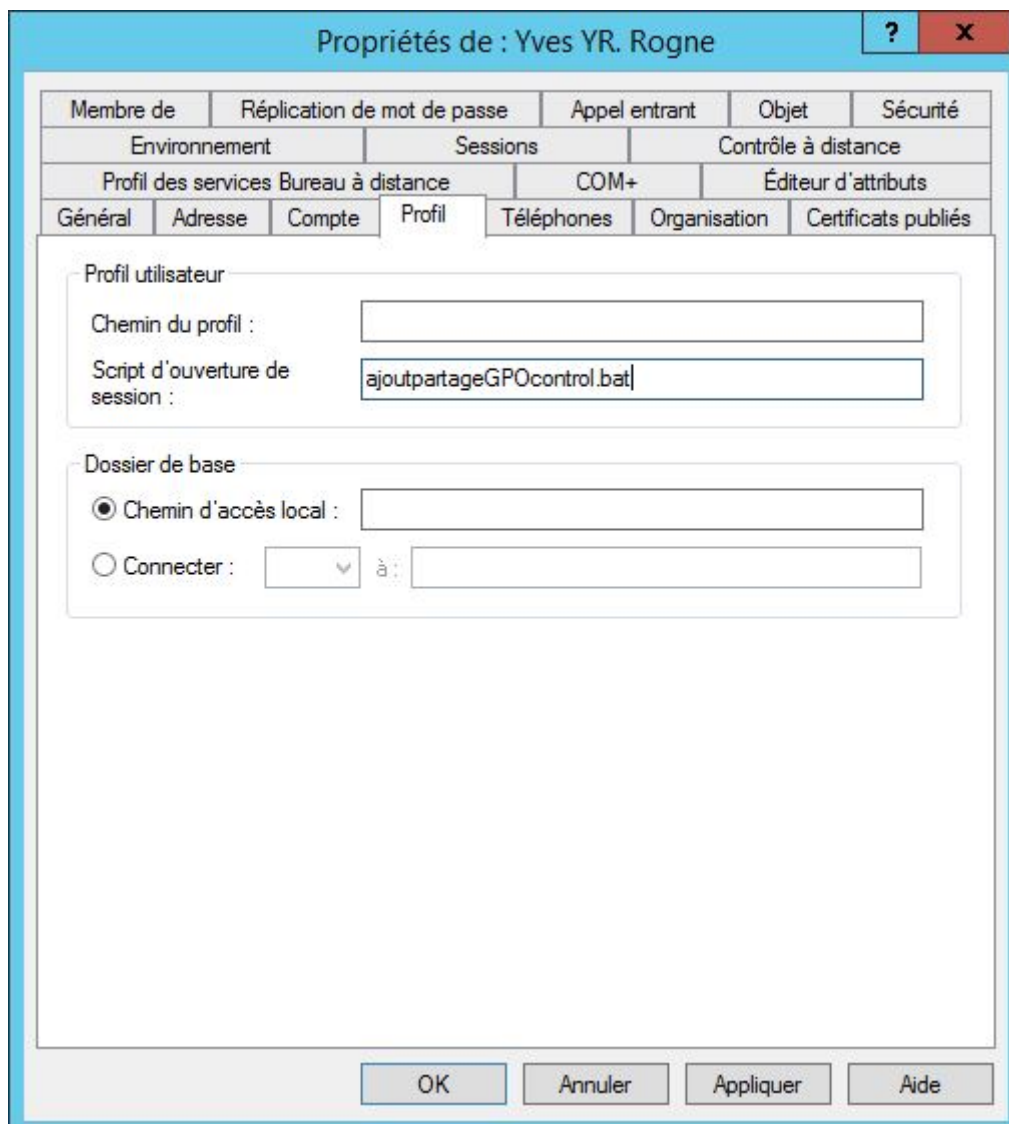 Propriétés de : Yves YR. Rogne
?
x
Membre de
Réplication de mot de passe
Appel entrant
Objet
Sécurité
Environnement
Sessions
Contrôle à distance
Profil des services Bureau à distance
COM+
Éditeur d'attributs
Général
Adresse
Compte
Profil
Téléphones
Organisation
Certificats publiés
Profil utilisateur
Chemin du profil :
Script d'ouverture de
session :
ajoutpartageGPOcontrol.bat
Dossier de base
Chemin d'accès local :
Connecter :
à :
OK
Annuler
Appliquer
Aide